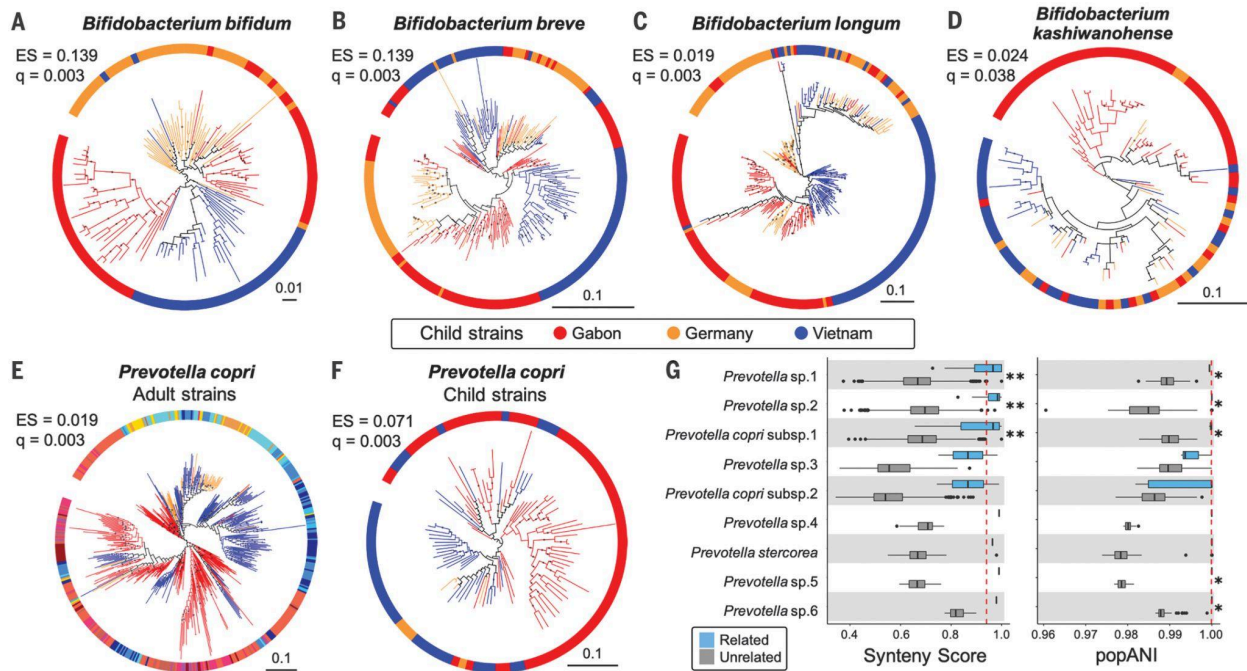 A
Bifidobacterium bifidum
ES = 0.139
q = 0.003
0.01
B
Bifidobacterium breve
ES = 0.139
q = 0.003
0.1
C
Bifidobacterium longum
ES = 0.019
q = 0.003
0.1
D
Bifidobacterium
kashiwanohense
ES = 0.024
q = 0.038
0.1
Child strains Gabon Germany Vietnam
E
Prevotella copri
Adult strains
ES = 0.019
q = 0.003
0.1
F
Prevotella copri
Child strains
ES = 0.071
q = 0.003
0.1
G
Prevotella sp.1 ** *
Prevotella sp.2 ** *
Prevotella copri subsp.1 ** *
Prevotella sp.3
Prevotella copri subsp.2
Prevotella sp.4
Prevotella stercorea
Prevotella sp.5 *
Prevotella sp.6 *
0.4 0.6 0.8 1.0 0.96 0.97 0.98 0.99 1.00
Related
Unrelated
Synteny Score popANI